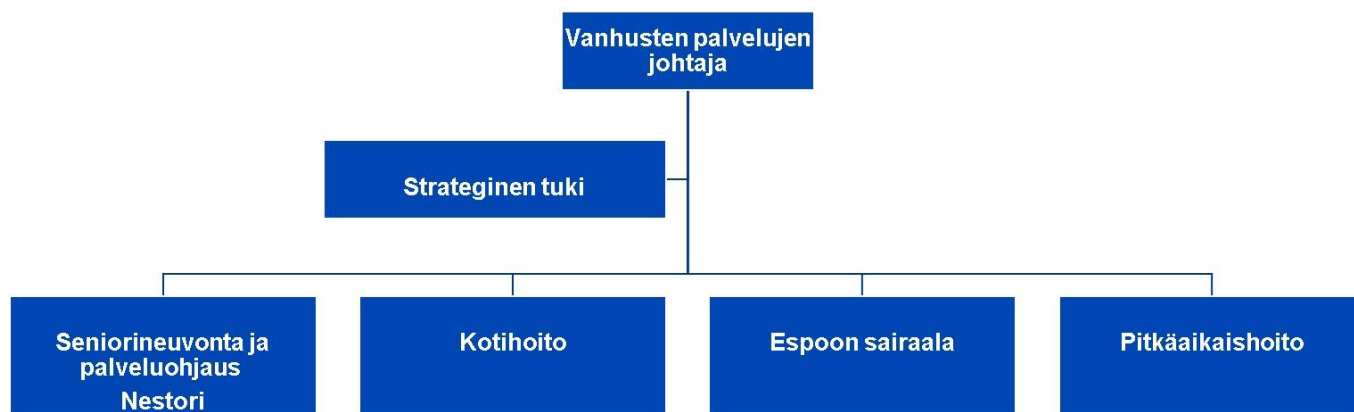 Vanhusten palvelujen
johtaja
Strateginen tuki
Seniorineuvonta ja
palveluohjaus
Nestori
Kotihoito
Espoon sairaala
Pitkäaikaishoito